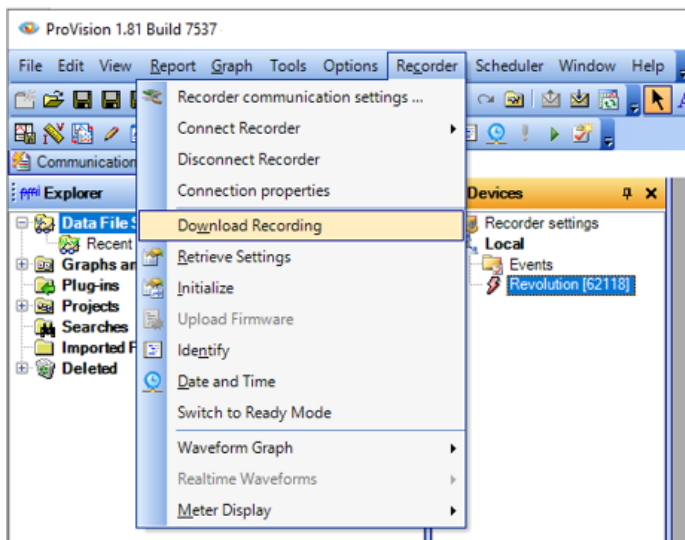 ProVision 1.81 Build 7537
File Edit View Report Graph Tools Options Recorder Scheduler Window Help
Communication
Explorer
Data File S
Recent
Graphs an
Plug-ins
Projects
Searches
Imported F
Deleted
Recorder communication settings ...
Connect Recorder
Disconnect Recorder
Connection properties
Download Recording
Retrieve Settings
Initialize
Upload Firmware
Identify
Date and Time
Switch to Ready Mode
Waveform Graph
Realtime Waveforms
Meter Display
Devices
Recorder settings
Local
Events
Revolution [62118]